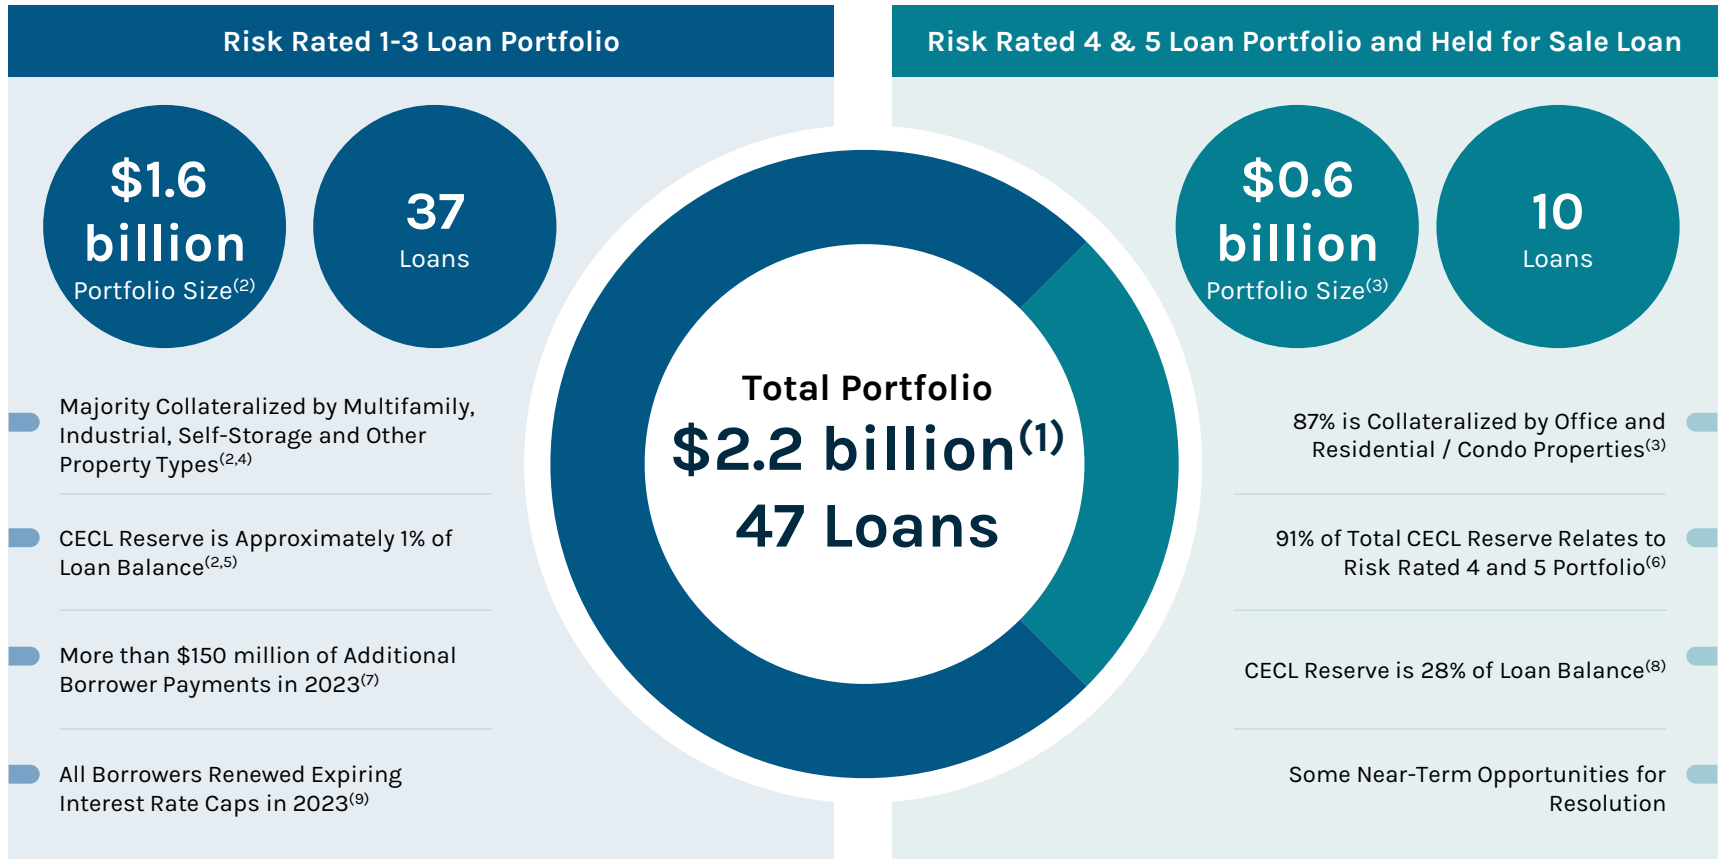 Risk Rated 1-3 Loan Portfolio
$1.6
billion
Portfolio Size(2)
37
Loans
Majority Collateralized by Multifamily,
Industrial, Self-Storage and Other
Property Types(2,4)
CECL Reserve is Approximately 1% of
Loan Balance(2,5)
More than $150 million of Additional
Borrower Payments in 2023(7)
All Borrowers Renewed Expiring
Interest Rate Caps in 2023(9)
Total Portfolio
$2.2 billion(1)
47 Loans
Risk Rated 4 & 5 Loan Portfolio and Held for Sale Loan
$0.6
billion
Portfolio Size(3)
10
Loans
87% is Collateralized by Office and
Residential / Condo Properties(3)
91% of Total CECL Reserve Relates to
Risk Rated 4 and 5 Portfolio(6)
CECL Reserve is 28% of Loan Balance(8)
Some Near-Term Opportunities for
Resolution